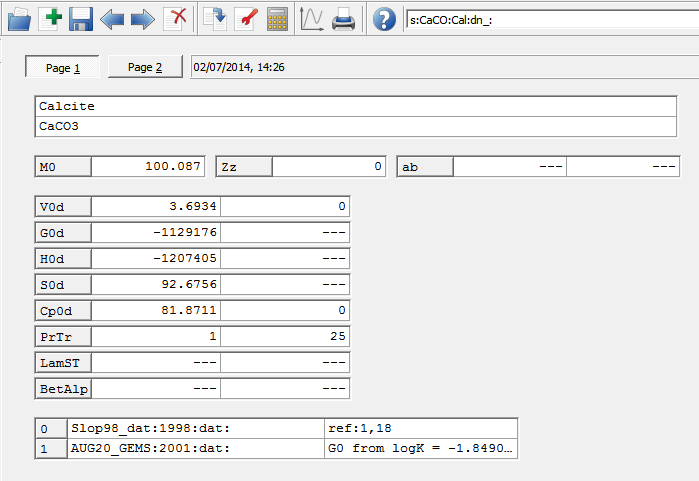 s:CaCO:Cal:dn_:
Page 1 Page 2 02/07/2014, 14:26
Calcite
CaCO3
M0 100.087 Zz 0 ab --- ---
V0d 3.6934 0
G0d -1129176 ---
H0d -1207405 ---
S0d 92.6756 ---
Cp0d 81.8711 0
PrTr 1 25
LamST --- ---
BetAlp --- ---
0 Slop98_dat:1998:dat: ref:1,18
1 AUG20_GEMS:2001:dat: G0 from logK = -1.8490…